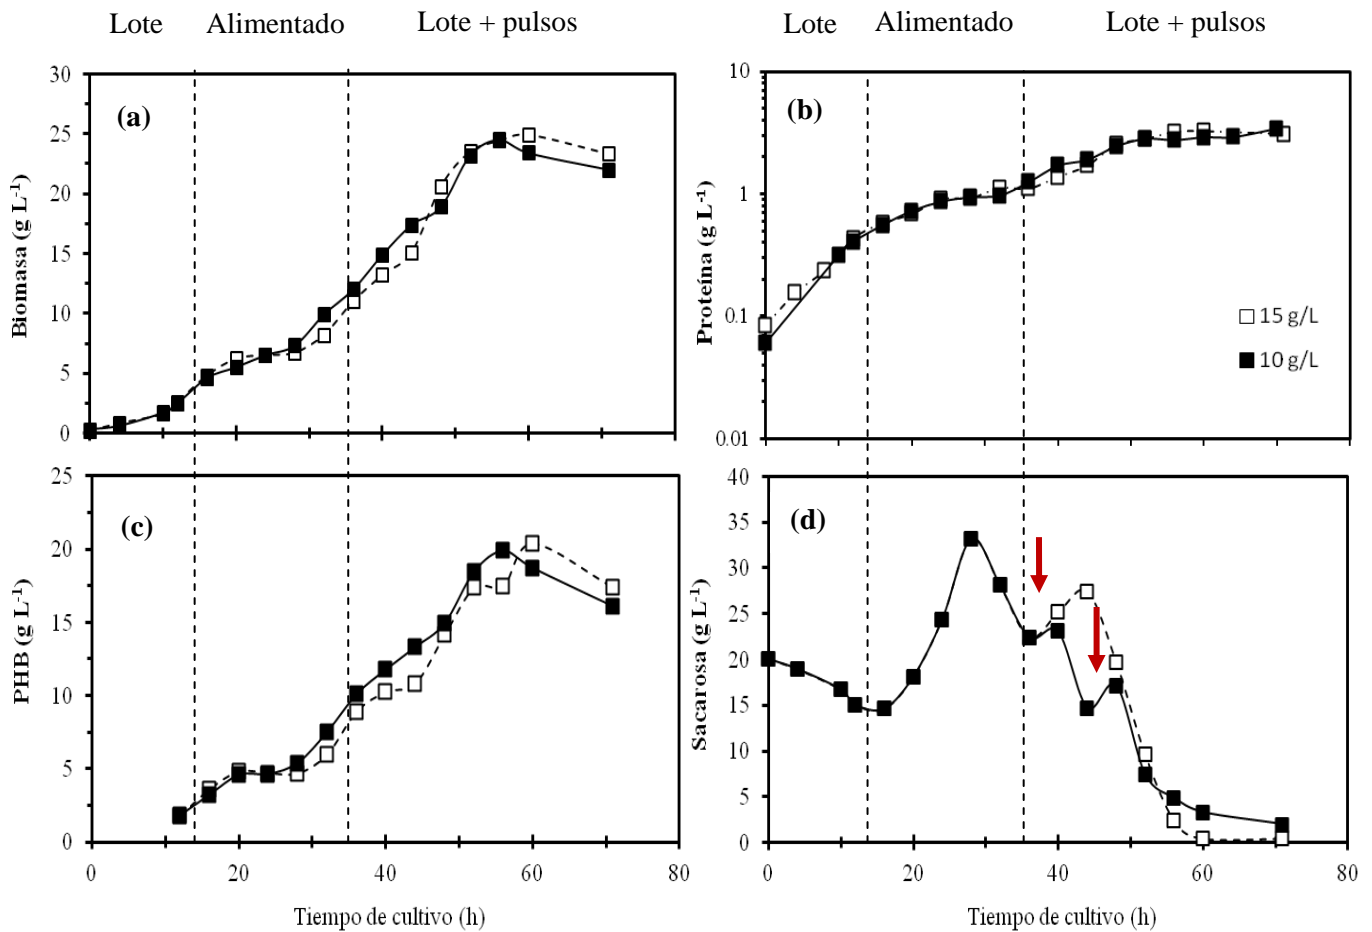 Lote Alimentado Lote + pulsos
Lote Alimentado Lote + pulsos
(a)
Biomasa (g L⁻¹)
30
25
20
15
10
5
0
(b)
Proteína (g L⁻¹)
10
1
0.1
0.01
15 g/L
10 g/L
(c)
PHB (g L⁻¹)
25
20
15
10
5
0
0 20 40 60 80
Tiempo de cultivo (h)
(d)
Sacarosa (g L⁻¹)
40
35
30
25
20
15
10
5
0
0 20 40 60 80
Tiempo de cultivo (h)